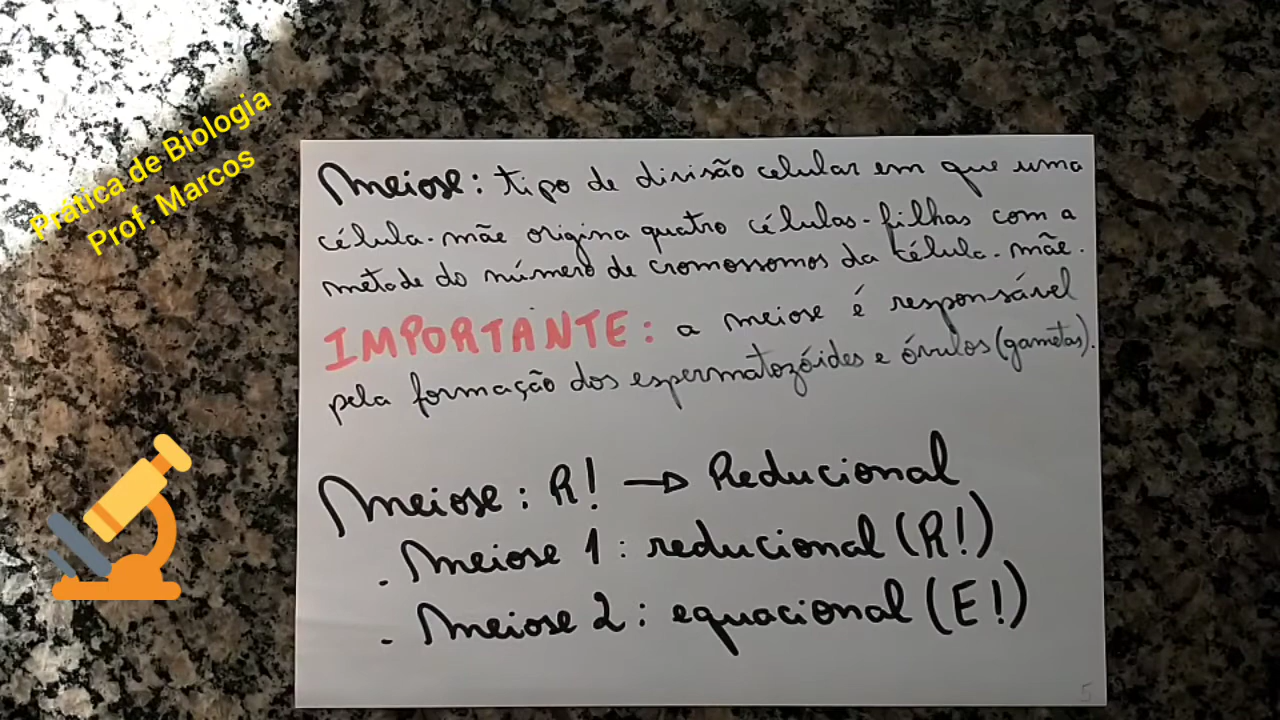 Prática de Biologia
Prof. Marcos
Meiose: tipo de divisão celular em que uma
célula-mãe origina quatro células-filhas com a
metade do número de cromossomos da célula-mãe.
IMPORTANTE: a meiose é responsável
pela formação dos espermatozóides e óvulos (gametas).
Meiose: R! → Reducional
. Meiose 1: reducional (R!)
. Meiose 2: equacional (E!)
5